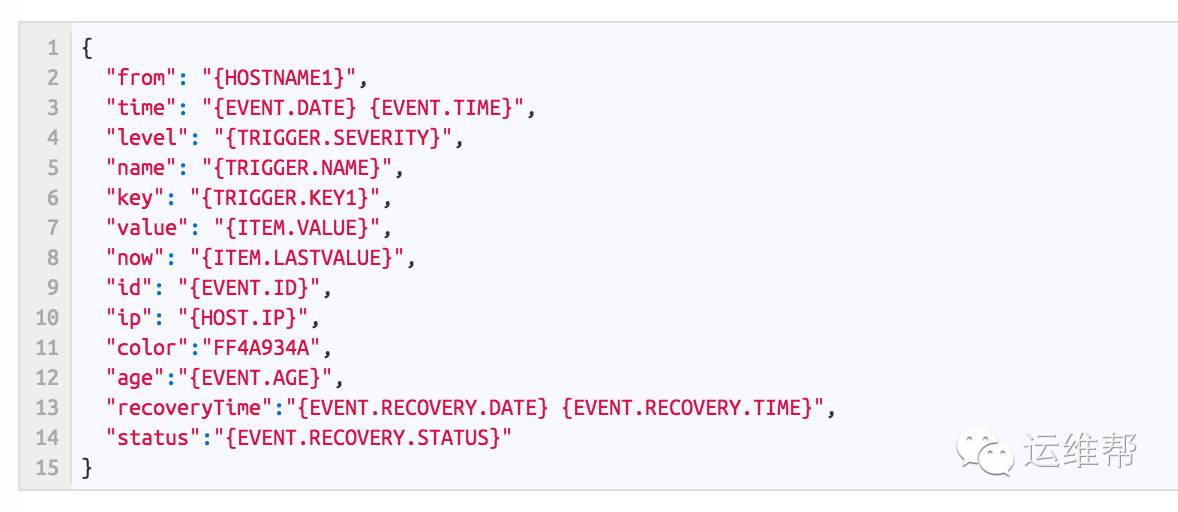 1 {
2 "from": "{HOSTNAME1}",
3 "time": "{EVENT.DATE} {EVENT.TIME}",
4 "level": "{TRIGGER.SEVERITY}",
5 "name": "{TRIGGER.NAME}",
6 "key": "{TRIGGER.KEY1}",
7 "value": "{ITEM.VALUE}",
8 "now": "{ITEM.LASTVALUE}",
9 "id": "{EVENT.ID}",
10 "ip": "{HOST.IP}",
11 "color":"FF4A934A",
12 "age":"{EVENT.AGE}",
13 "recoveryTime":"{EVENT.RECOVERY.DATE} {EVENT.RECOVERY.TIME}",
14 "status":"{EVENT.RECOVERY.STATUS}"
15 }
运维帮